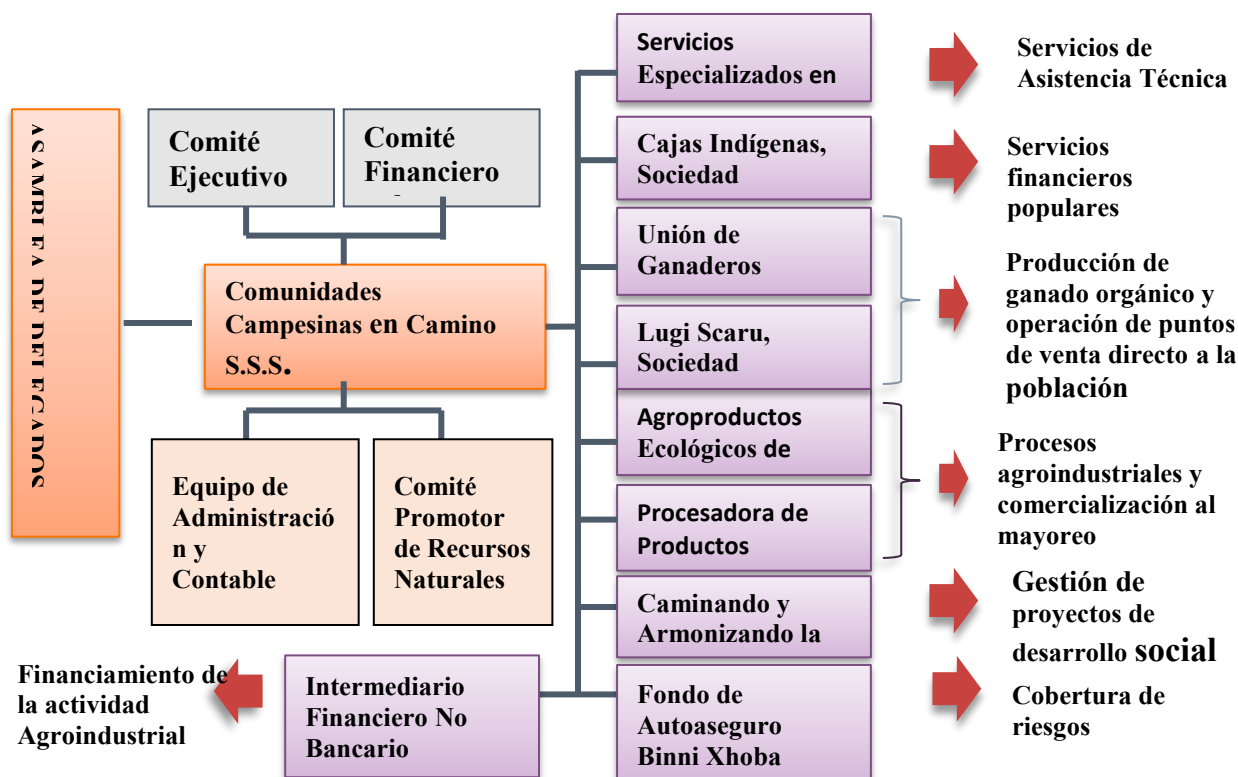 ASAMBLEA DE DELEGADOS
Comité
Ejecutivo
Comité
Financiero
Comunidades
Campesinas en Camino
S.S.S.
Equipo de
Administració
n y
Contable
Comité
Promotor
de Recursos
Naturales
Financiamiento de
la actividad
Agroindustrial
Intermediario
Financiero No
Bancario
Servicios
Especializados en
Servicios de
Asistencia Técnica
Cajas Indígenas,
Sociedad
Servicios
financieros
populares
Unión de
Ganaderos
Lugi Scaru,
Sociedad
Producción de
ganado orgánico y
operación de puntos
de venta directo a la
población
Agroproductos
Ecológicos de
Procesadora de
Productos
Procesos
agroindustriales y
comercialización al
mayoreo
Caminando y
Armonizando la
Gestión de
proyectos de
desarrollo social
Fondo de
Autoaseguro
Binni Xhoba
Cobertura de
riesgos